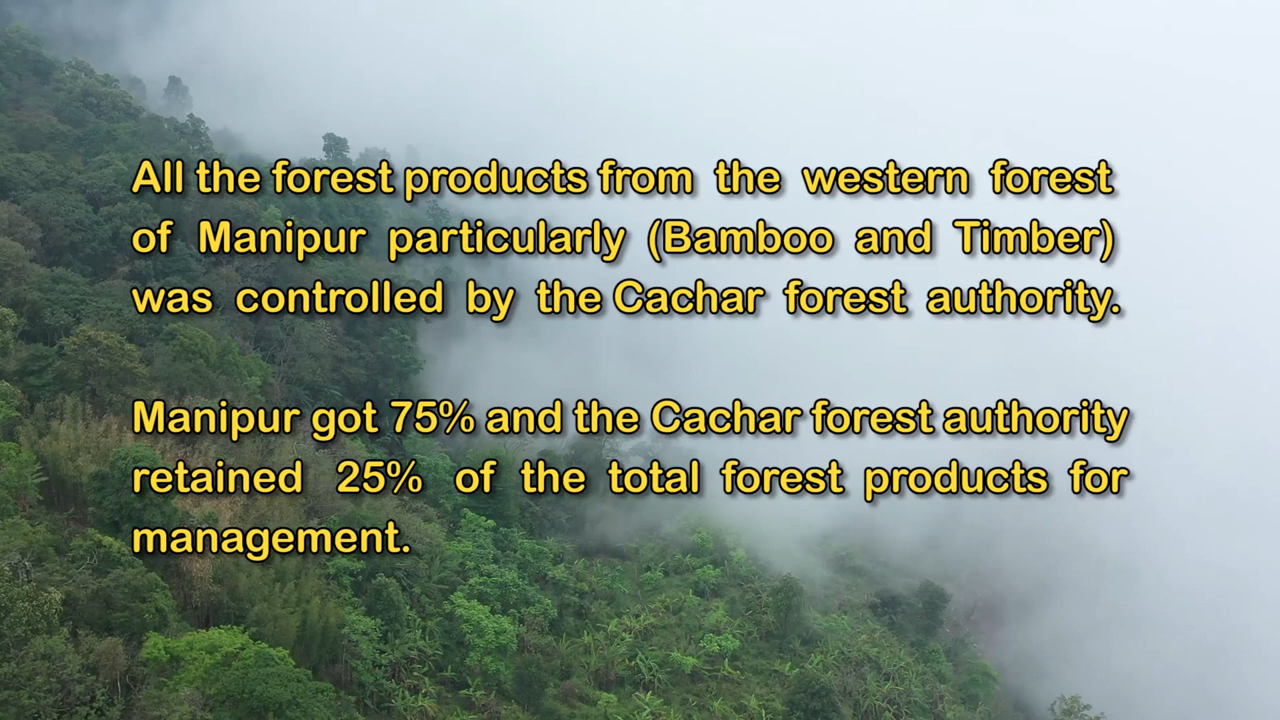 All the forest products from the western forest
of Manipur particularly (Bamboo and Timber)
was controlled by the Cachar forest authority.
Manipur got 75% and the Cachar forest authority
retained 25% of the total forest products for
management.